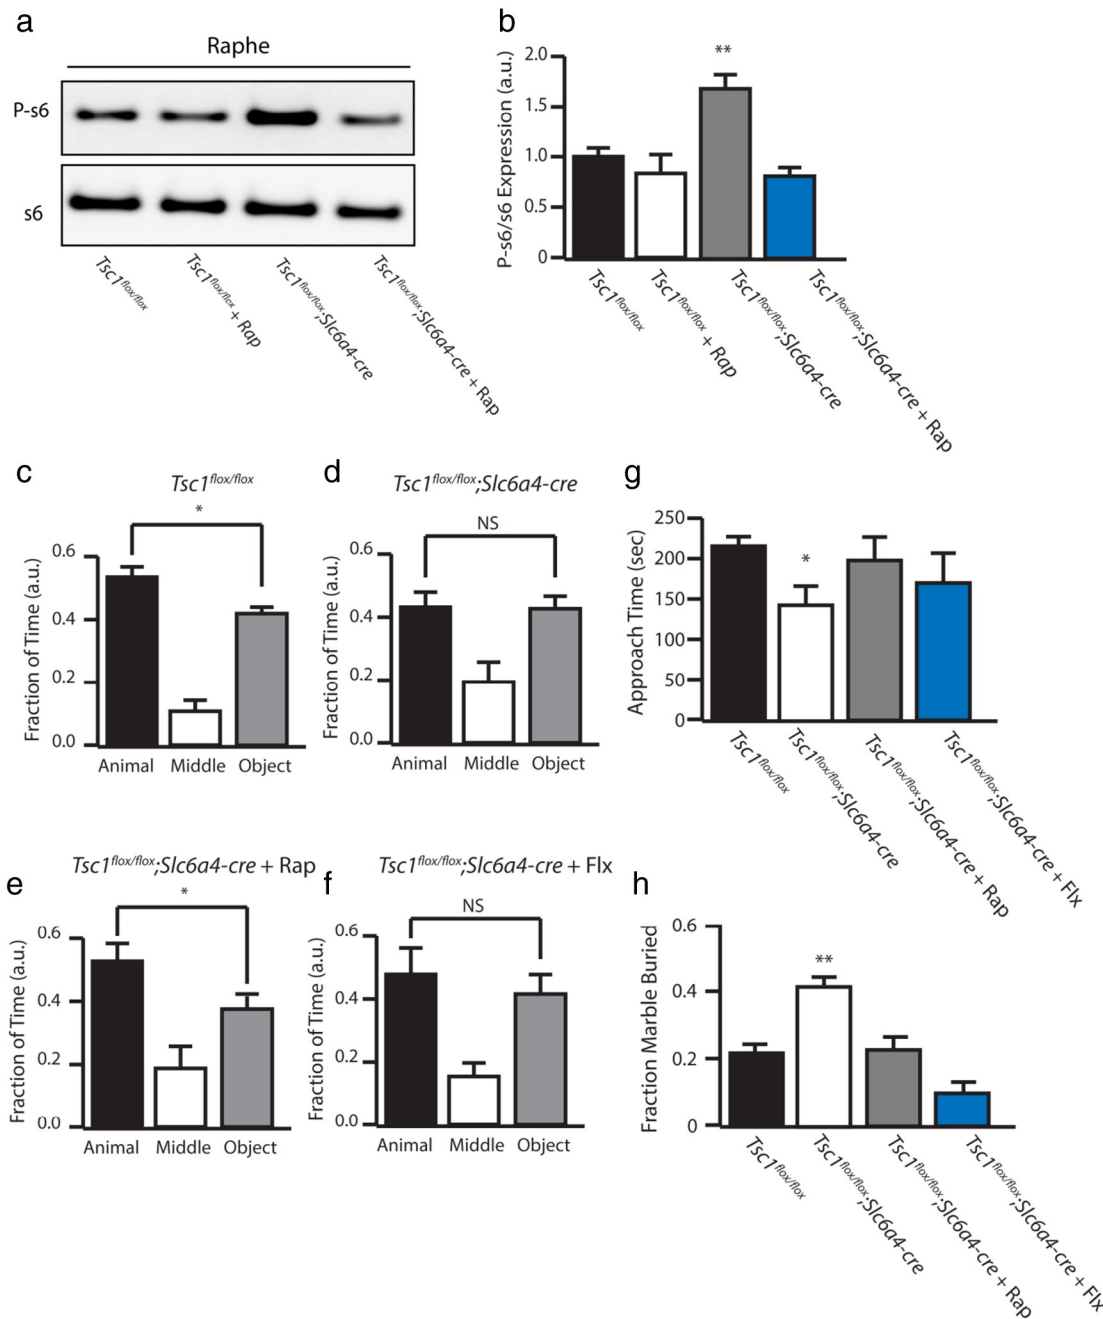 a
Raphe
P-s6
s6
Tsc1flox/flox
Tsc1flox/flox + Rap
Tsc1flox/flox;Slc6a4-cre
Tsc1flox/flox;Slc6a4-cre + Rap
b
P-s6/s6 Expression (a.u.)
2.0
1.5
1.0
0.5
0
**
Tsc1flox/flox
Tsc1flox/flox + Rap
Tsc1flox/flox;Slc6a4-cre
Tsc1flox/flox;Slc6a4-cre + Rap
c
Tsc1flox/flox
*
Fraction of Time (a.u.)
0.6
0.4
0.2
0.0
Animal Middle Object
d
Tsc1flox/flox;Slc6a4-cre
NS
Fraction of Time (a.u.)
0.6
0.4
0.2
0.0
Animal Middle Object
g
Approach Time (sec)
250
200
150
100
50
0
*
Tsc1flox/flox
Tsc1flox/flox;Slc6a4-cre
Tsc1flox/flox;Slc6a4-cre + Rap
Tsc1flox/flox;Slc6a4-cre + Flx
e
Tsc1flox/flox;Slc6a4-cre + Rap
*
Fraction of Time (a.u.)
0.6
0.4
0.2
0.0
Animal Middle Object
f
Tsc1flox/flox;Slc6a4-cre + Flx
NS
Fraction of Time (a.u.)
0.6
0.4
0.2
0.0
Animal Middle Object
h
Fraction Marble Buried
0.6
0.4
0.2
0
**
Tsc1flox/flox
Tsc1flox/flox;Slc6a4-cre
Tsc1flox/flox;Slc6a4-cre + Rap
Tsc1flox/flox;Slc6a4-cre + Flx